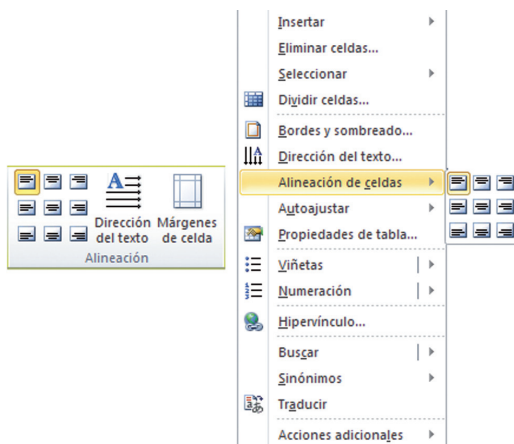 Dirección Márgenes
del texto de celda
Alineación
Insertar
Eliminar celdas...
Seleccionar
Dividir celdas...
Bordes y sombreado...
Dirección del texto...
Alineación de celdas
Autoajustar
Propiedades de tabla...
Viñetas
Numeración
Hipervínculo...
Buscar
Sinónimos
Traducir
Acciones adicionales